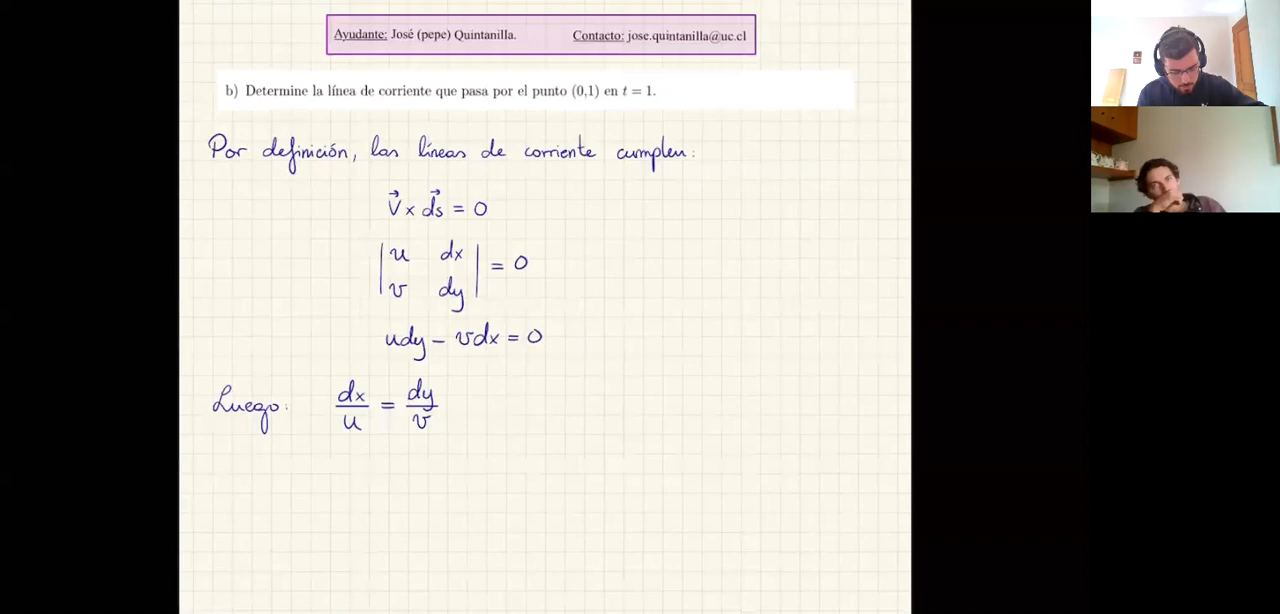 Ayudante: José (pepe) Quintanilla. Contacto: jose.quintanilla@uc.cl
b) Determine la línea de corriente que pasa por el punto (0,1) en t = 1.
Por definición, las líneas de corriente cumplen:
V⃗ × d⃗s = 0
| u dx |
| v dy | = 0
udy − vdx = 0
Luego: dx/u = dy/v